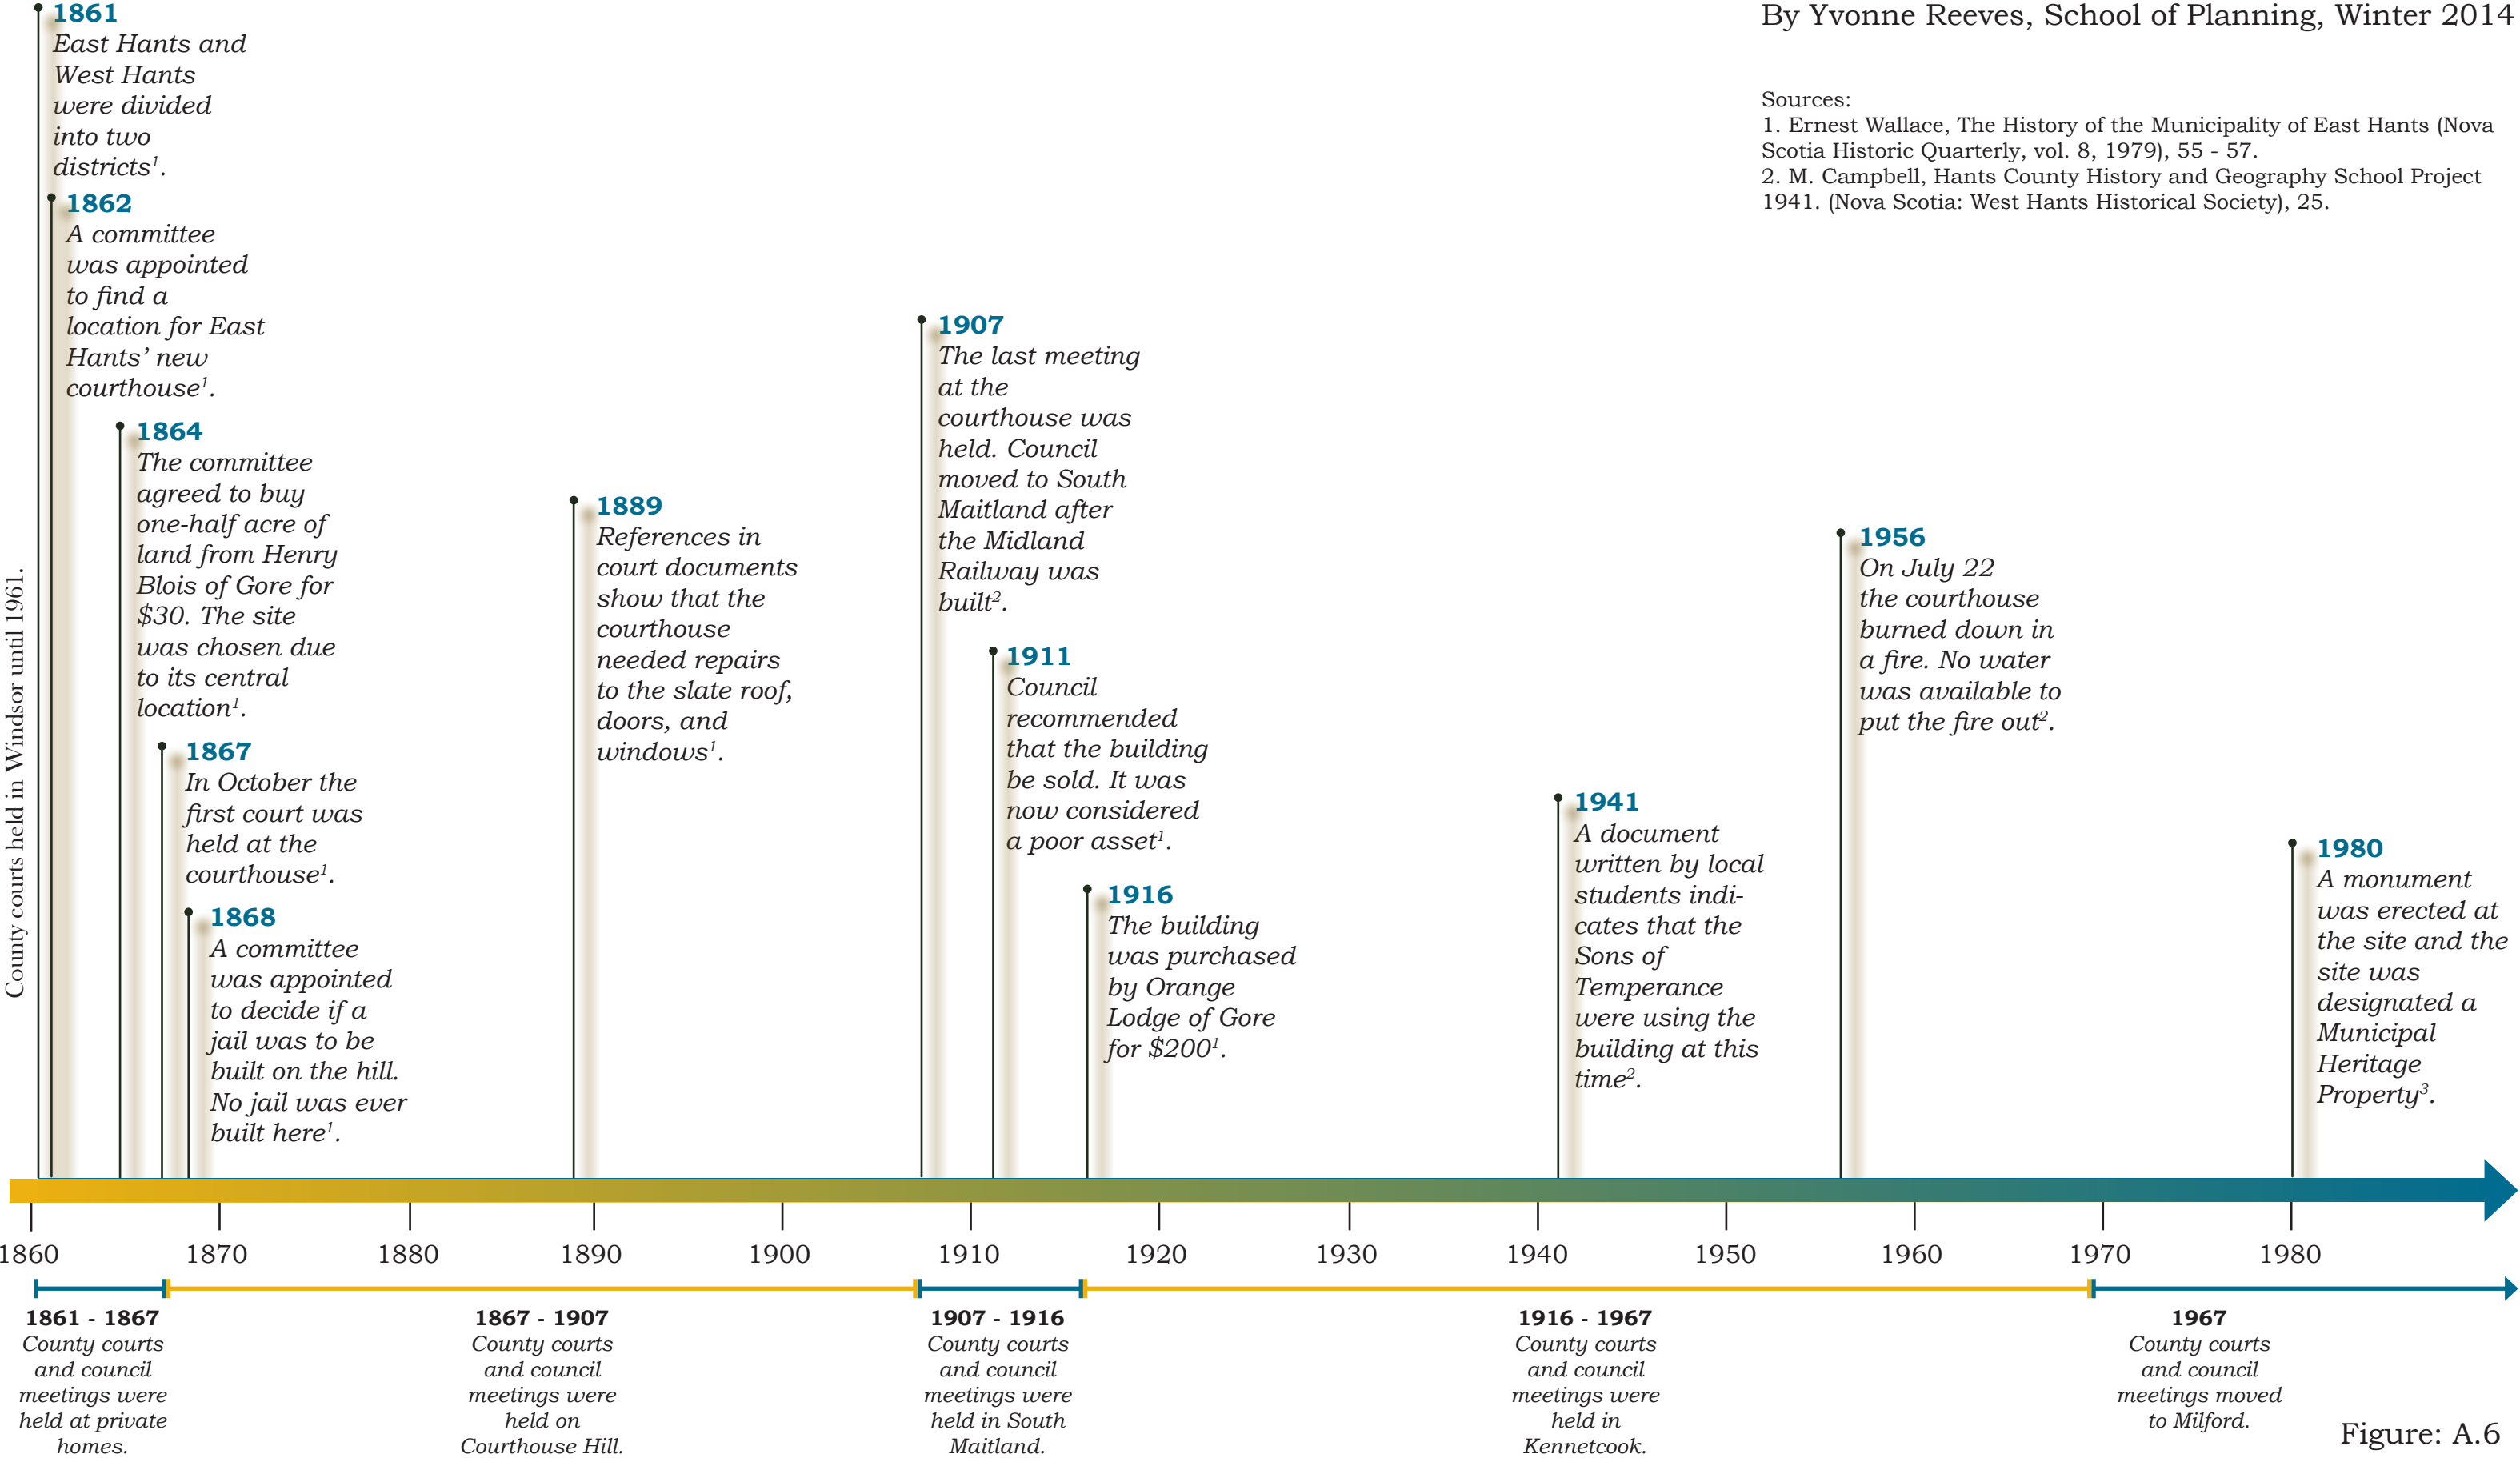 By Yvonne Reeves, School of Planning, Winter 2014
Sources:
1. Ernest Wallace, The History of the Municipality of East Hants (Nova
Scotia Historic Quarterly, vol. 8, 1979), 55 - 57.
2. M. Campbell, Hants County History and Geography School Project
1941. (Nova Scotia: West Hants Historical Society), 25.
County courts held in Windsor until 1961.
1861
East Hants and
West Hants
were divided
into two
districts¹.
1862
A committee
was appointed
to find a
location for East
Hants’ new
courthouse¹.
1864
The committee
agreed to buy
one-half acre of
land from Henry
Blois of Gore for
$30. The site
was chosen due
to its central
location¹.
1867
In October the
first court was
held at the
courthouse¹.
1868
A committee
was appointed
to decide if a
jail was to be
built on the hill.
No jail was ever
built here¹.
1889
References in
court documents
show that the
courthouse
needed repairs
to the slate roof,
doors, and
windows¹.
1907
The last meeting
at the
courthouse was
held. Council
moved to South
Maitland after
the Midland
Railway was
built².
1911
Council
recommended
that the building
be sold. It was
now considered
a poor asset¹.
1916
The building
was purchased
by Orange
Lodge of Gore
for $200¹.
1941
A document
written by local
students indi-
cates that the
Sons of
Temperance
were using the
building at this
time².
1956
On July 22
the courthouse
burned down in
a fire. No water
was available to
put the fire out².
1980
A monument
was erected at
the site and the
site was
designated a
Municipal
Heritage
Property³.
1860
1870
1880
1890
1900
1910
1920
1930
1940
1950
1960
1970
1980
1861 - 1867
County courts
and council
meetings were
held at private
homes.
1867 - 1907
County courts
and council
meetings were
held on
Courthouse Hill.
1907 - 1916
County courts
and council
meetings were
held in South
Maitland.
1916 - 1967
County courts
and council
meetings were
held in
Kennetcook.
1967
County courts
and council
meetings moved
to Milford.
Figure: A.6